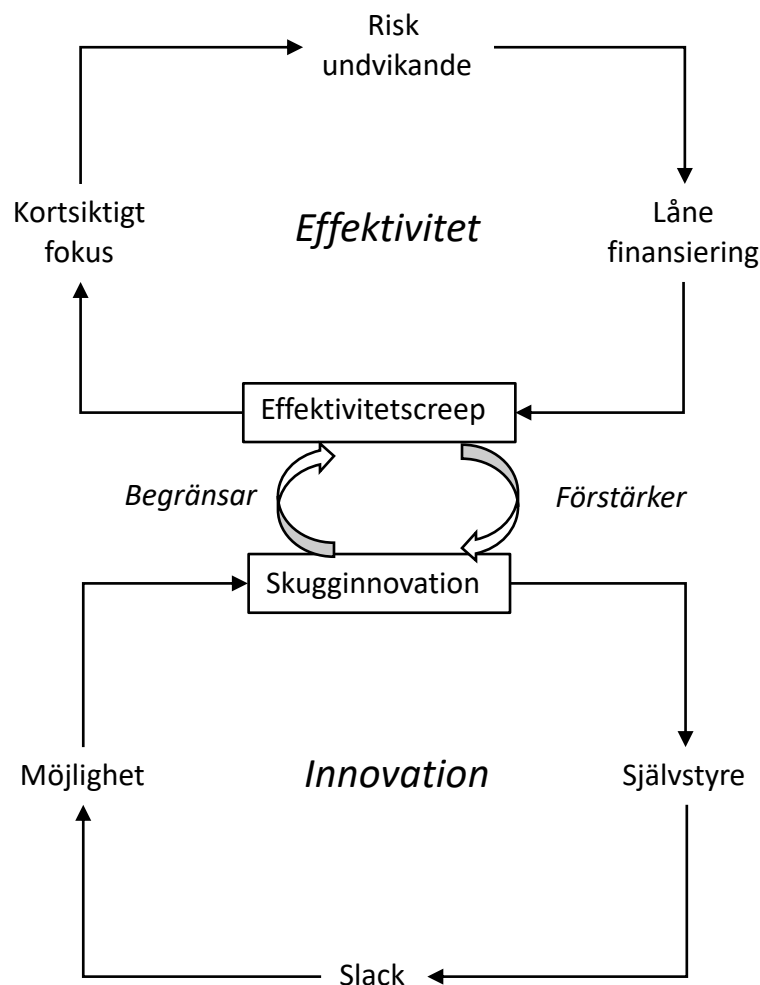 Risk
undvikande
Kortsiktigt
fokus
Effektivitet
Låne
finansiering
Effektivitetscreep
Begränsar
Förstärker
Skugginnovation
Möjlighet
Innovation
Självstyre
Slack